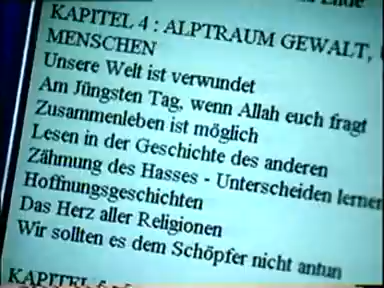 Ende
KAPITEL 4 : ALPTRAUM GEWALT,
MENSCHEN
Unsere Welt ist verwundet
Am Jüngsten Tag, wenn Allah euch fragt
Zusammenleben ist möglich
Lesen in der Geschichte des anderen
Zähmung des Hasses - Unterscheiden lernen
Hoffnungsgeschichten
Das Herz aller Religionen
Wir sollten es dem Schöpfer nicht antun
KAPITEL